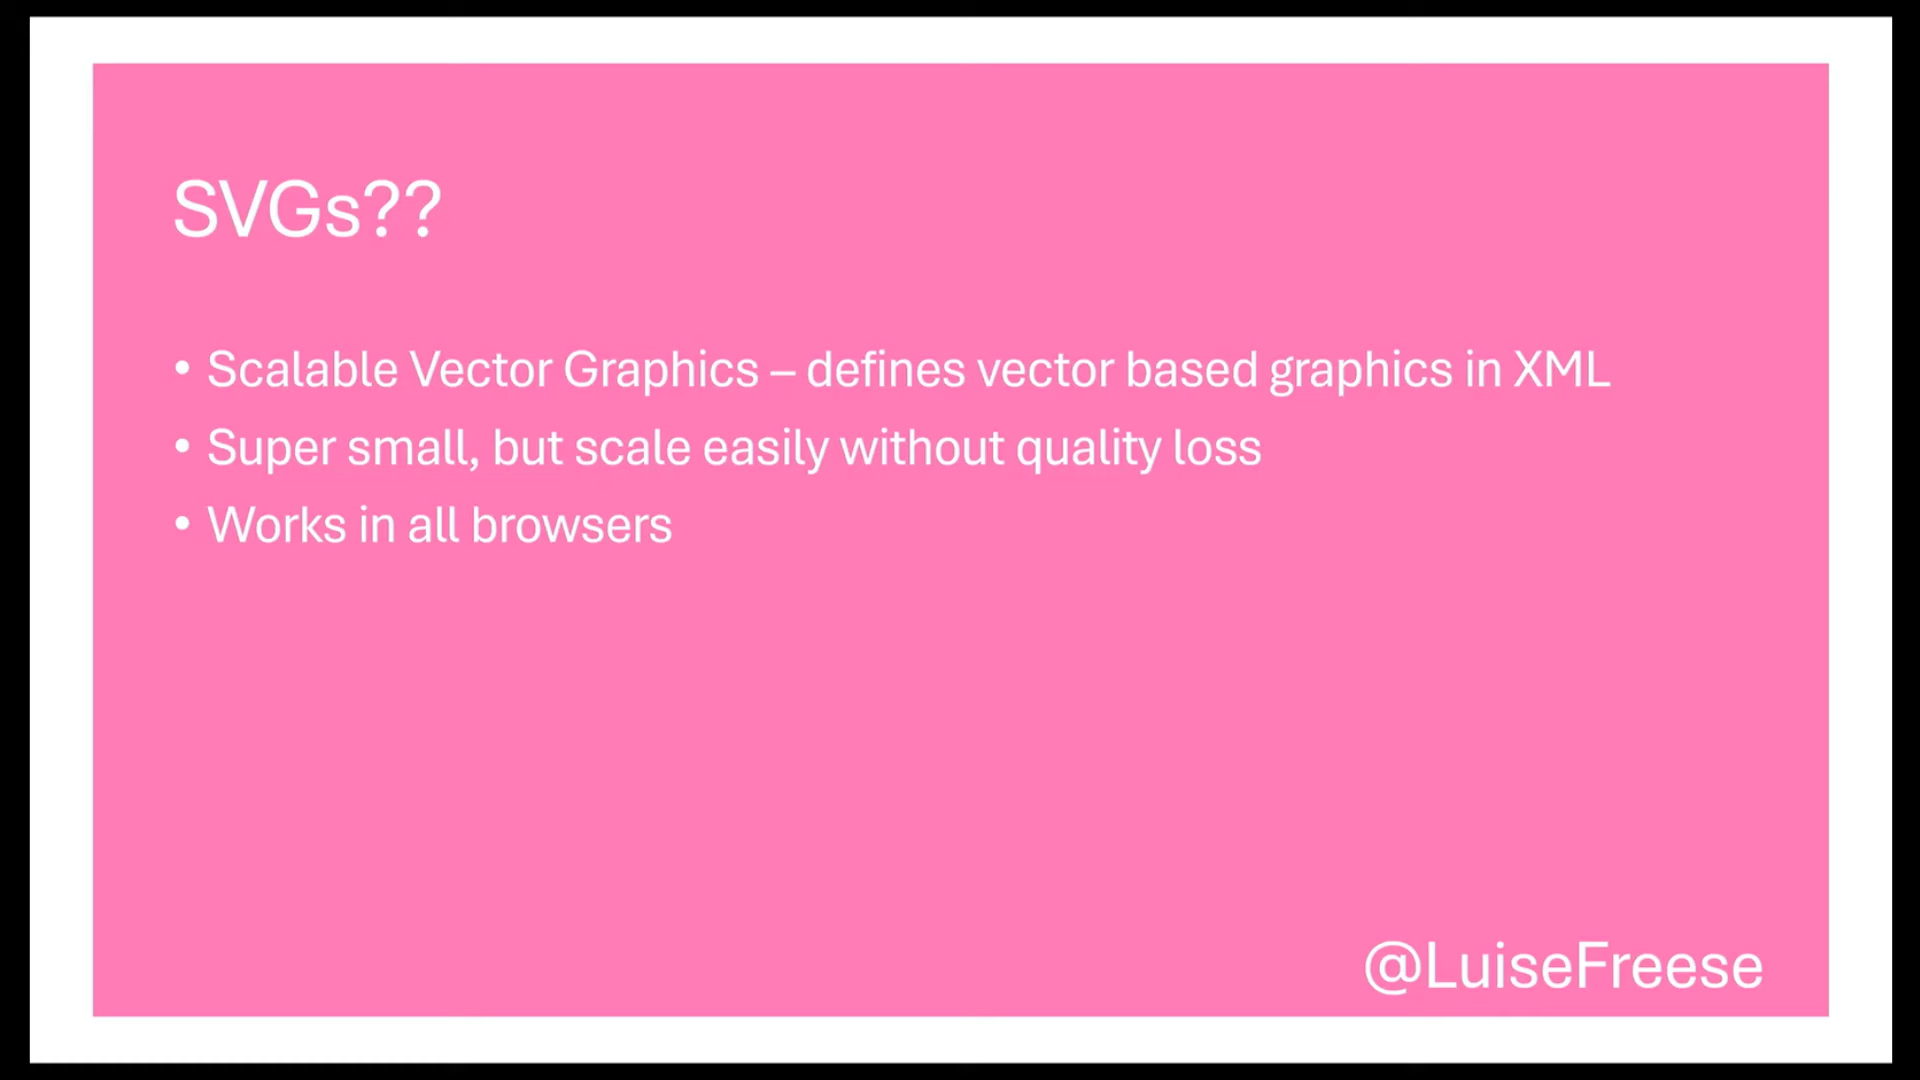 SVGs??
• Scalable Vector Graphics – defines vector based graphics in XML
• Super small, but scale easily without quality loss
• Works in all browsers
@LuiseFreese